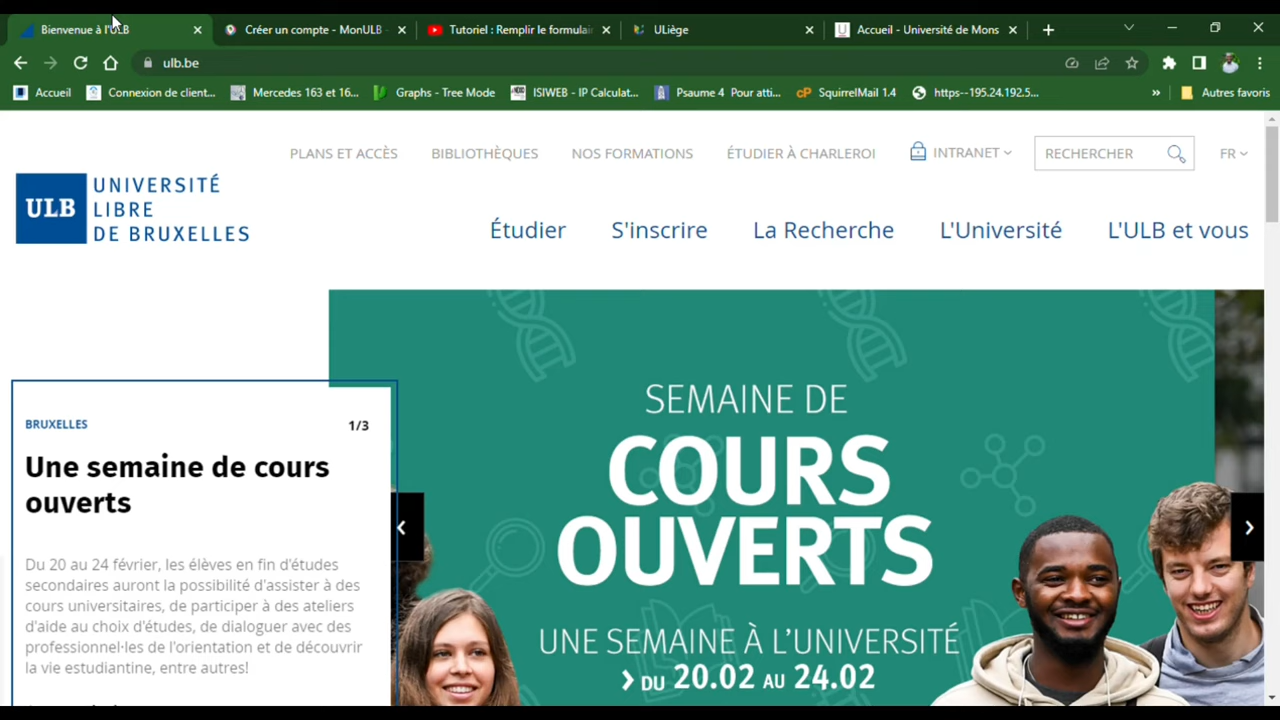 Bienvenue à l'ULB
Créer un compte - MonULB
Tutoriel : Remplir le formulair
ULiège
Accueil - Université de Mons
ulb.be
Accueil
Connexion de client...
Mercedes 163 et 16...
Graphs - Tree Mode
ISIWEB - IP Calculat...
Psaume 4 Pour atti...
SquirrelMail 1.4
https--195.24.192.5...
»
Autres favoris
PLANS ET ACCÈS
BIBLIOTHÈQUES
NOS FORMATIONS
ÉTUDIER À CHARLEROI
INTRANET
RECHERCHER
FR
ULB
UNIVERSITÉ
LIBRE
DE BRUXELLES
Étudier
S'inscrire
La Recherche
L'Université
L'ULB et vous
BRUXELLES
1/3
Une semaine de cours
ouverts
Du 20 au 24 février, les élèves en fin d'études
secondaires auront la possibilité d'assister à des
cours universitaires, de participer à des ateliers
d'aide au choix d'études, de dialoguer avec des
professionnel·les de l'orientation et de découvrir
la vie estudiantine, entre autres!
SEMAINE DE
COURS
OUVERTS
UNE SEMAINE À L'UNIVERSITÉ
DU 20.02 AU 24.02